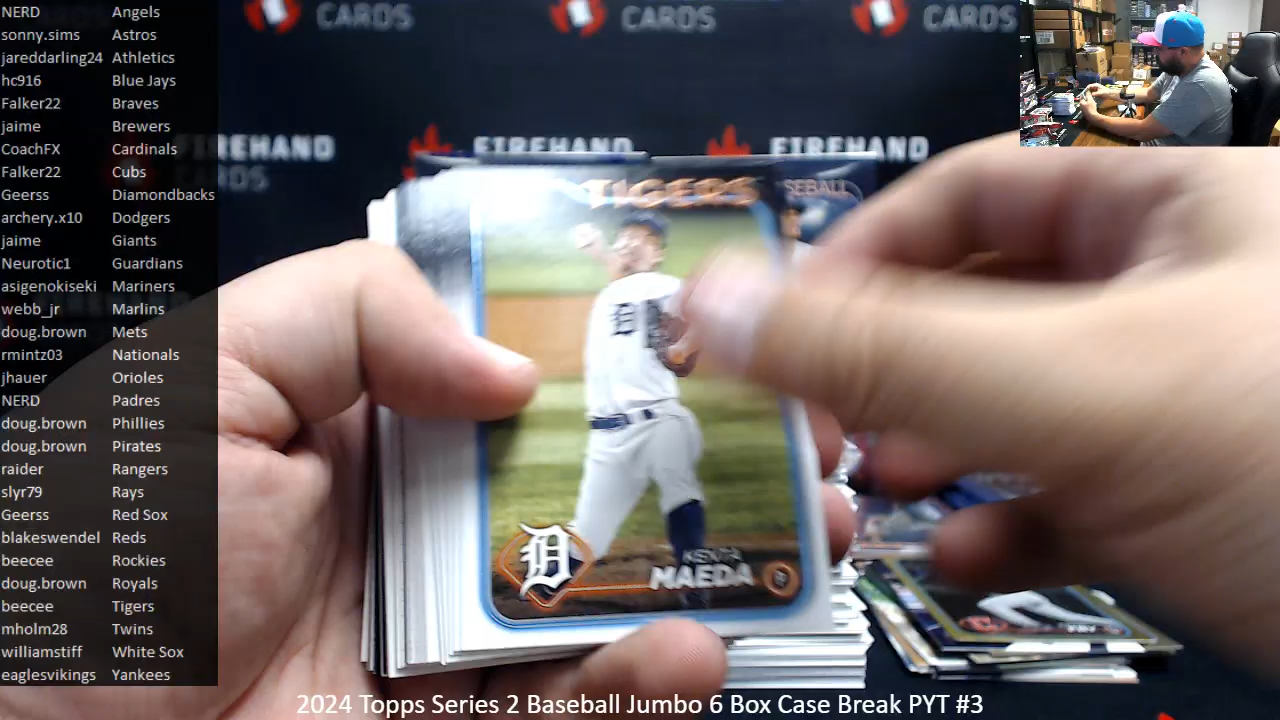 NERD Angels
sonny.sims Astros
jareddarling24 Athletics
hc916 Blue Jays
Falker22 Braves
jaime Brewers
CoachFX Cardinals
Falker22 Cubs
Geerss Diamondbacks
archery.x10 Dodgers
jaime Giants
Neurotic1 Guardians
asigenokiseki Mariners
webb_jr Marlins
doug.brown Mets
rmintz03 Nationals
jhauer Orioles
NERD Padres
doug.brown Phillies
doug.brown Pirates
raider Rangers
slyr79 Rays
Geerss Red Sox
blakeswendel Reds
beecee Rockies
doug.brown Royals
beecee Tigers
mholm28 Twins
williamstiff White Sox
eaglesvikings Yankees
CARDS
CARDS
CARDS
FIREHAND
CARDS
FIREHAND
FIREHAND
TIGERS
SEBALL
D
D
KENTA
MAEDA
2024 Topps Series 2 Baseball Jumbo 6 Box Case Break PYT #3